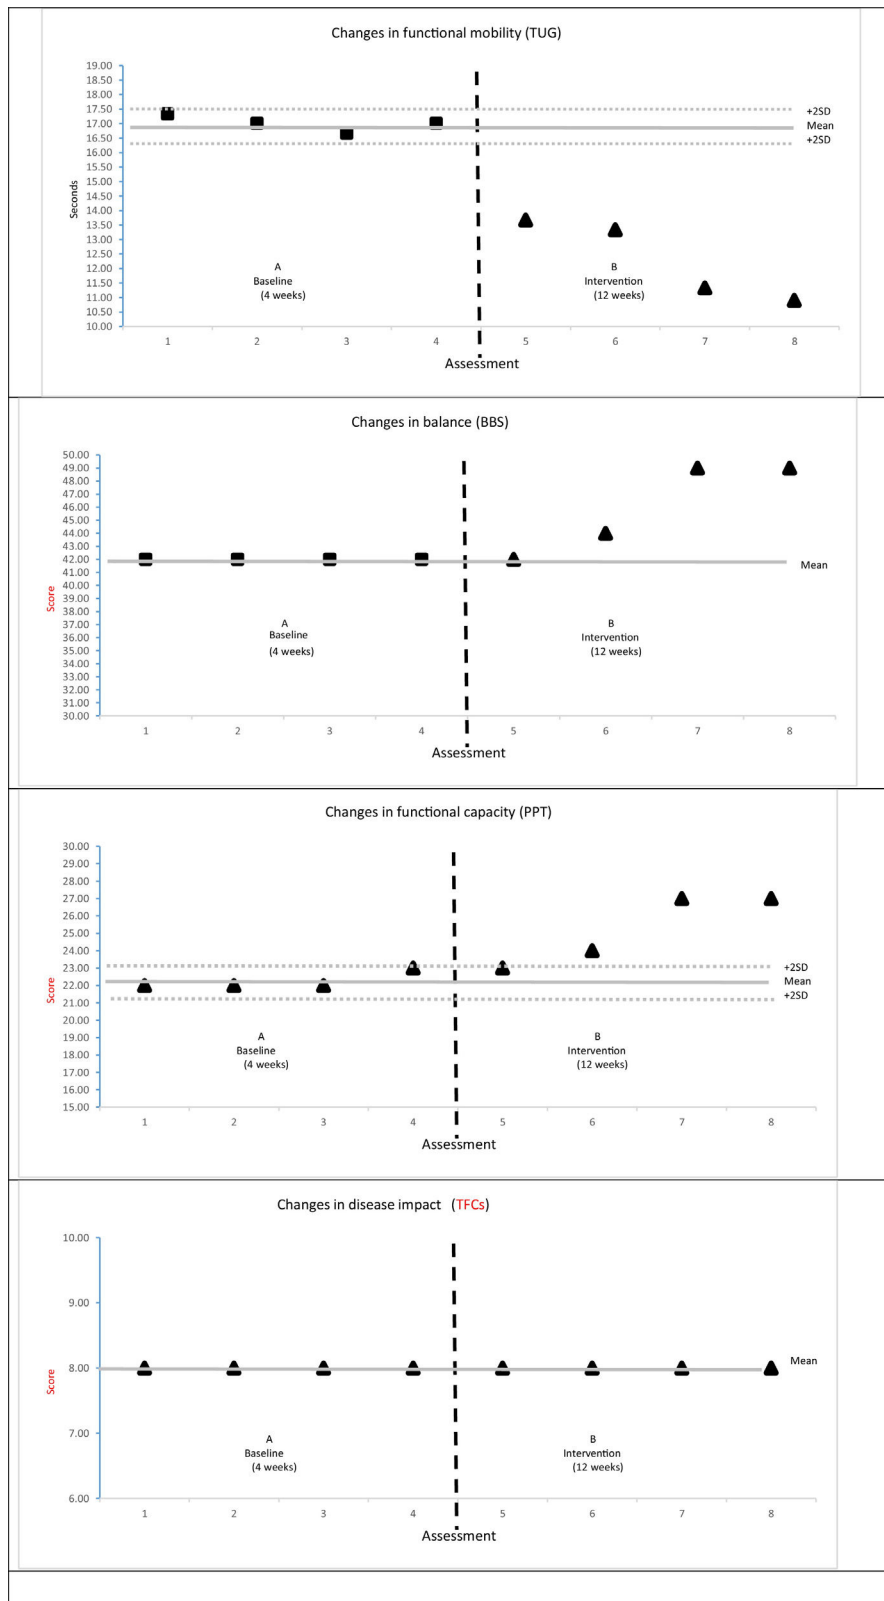 Changes in functional mobility (TUG)
19.00
18.50
18.00
17.50
17.00
16.50
16.00
15.50
15.00
14.50
14.00
13.50
13.00
12.50
12.00
11.50
11.00
10.50
10.00
Seconds
+2SD
Mean
+2SD
A
Baseline
(4 weeks)
B
Intervention
(12 weeks)
1 2 3 4 5 6 7 8
Assessment
Changes in balance (BBS)
50.00
49.00
48.00
47.00
46.00
45.00
44.00
43.00
42.00
41.00
40.00
39.00
38.00
37.00
36.00
35.00
34.00
33.00
32.00
31.00
30.00
Score
Mean
A
Baseline
(4 weeks)
B
Intervention
(12 weeks)
1 2 3 4 5 6 7 8
Assessment
Changes in functional capacity (PPT)
30.00
29.00
28.00
27.00
26.00
25.00
24.00
23.00
22.00
21.00
20.00
19.00
18.00
17.00
16.00
15.00
Score
+2SD
Mean
+2SD
A
Baseline
(4 weeks)
B
Intervention
(12 weeks)
1 2 3 4 5 6 7 8
Assessment
Changes in disease impact (TFCs)
10.00
9.00
8.00
7.00
6.00
Score
Mean
A
Baseline
(4 weeks)
B
Intervention
(12 weeks)
1 2 3 4 5 6 7 8
Assessment